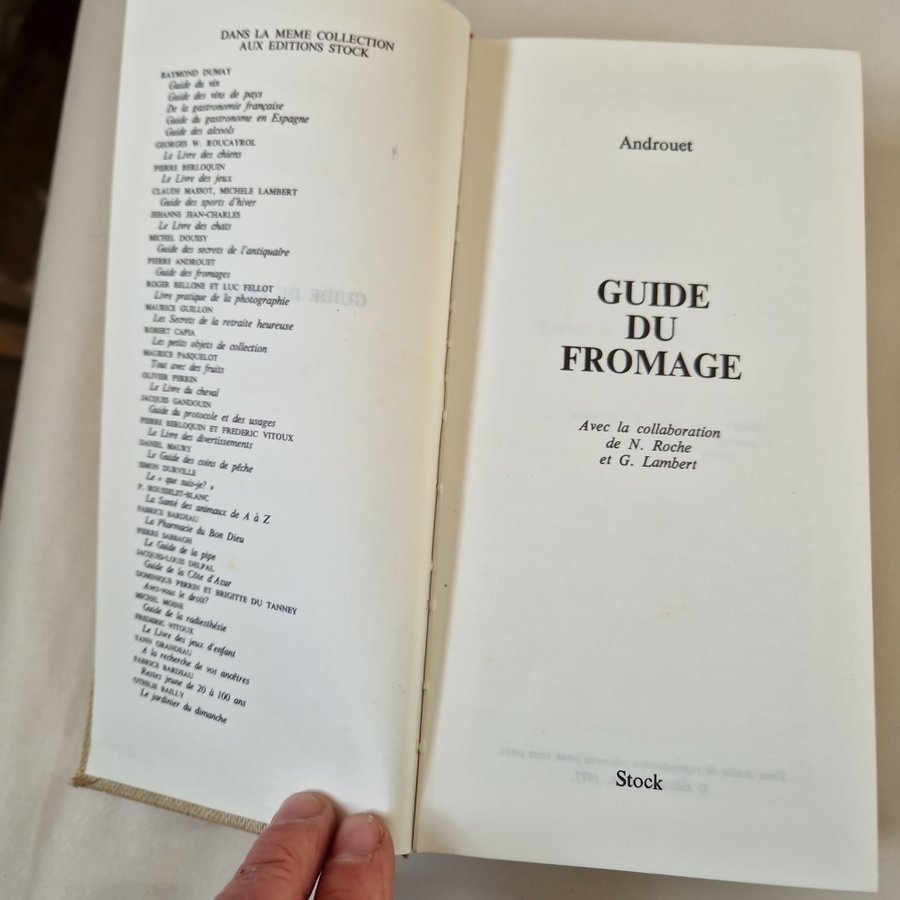 DANS LA MEME COLLECTION
AUX EDITIONS STOCK
RAYMOND DUMAY
Guide du vin
Guide des vins de pays
De la gastronomie française
Guide du gastronome en Espagne
Guide des alcools
GEORGES W. ROUCAYROL
Le Livre des chiens
PIERRE BERLOQUIN
Le Livre des jeux
CLAUDE MASSOT, MICHELE LAMBERT
Guide des sports d'hiver
JEHANNE JEAN-CHARLES
Le Livre des chats
MICHEL DOUSSY
Guide des secrets de l'antiquaire
PIERRE ANDROUET
Guide des fromages
ROGER BELLONE ET LUC FELLOT
Livre pratique de la photographie
MAURICE GUILLON
Les Secrets de la retraite heureuse
ROBERT CAPIA
Les petits objets de collection
MAURICE PASQUELOT
Tous avec des fruits
OLIVIER PERRIN
Le Livre du cheval
JACQUES GANDOUIN
Guide du protocole et des usages
PIERRE BERLOQUIN ET FREDERIC VITOUX
Le Livre des divertissements
DANIEL MAURY
Le Guide des coins de pêche
SIMON DURVILLE
Le « que suis-je? »
P. ROUSSELET-BLANC
La Santé des animaux de A à Z
FABRICE BARDEAU
La Pharmacie du Bon Dieu
PIERRE SABBAGH
Le Guide de la pipe
JACQUES-LOUIS DELPAL
Guide de la Côte d'Azur
DOMINIQUE PERRIN ET BRIGITTE DU TANNEY
Avez-vous le droit?
MICHEL MOINE
Guide de la radiesthésie
FREDERIC VITOUX
Le Livre des jeux d'enfant
YANN GRANDEAU
A la recherche de vos ancêtres
FABRICE BARDEAU
Restes jeune de 20 à 100 ans
OTHILIE BAILLY
Le jardinier du dimanche
Androuet
GUIDE
DU
FROMAGE
Avec la collaboration
de N. Roche
et G. Lambert
Stock